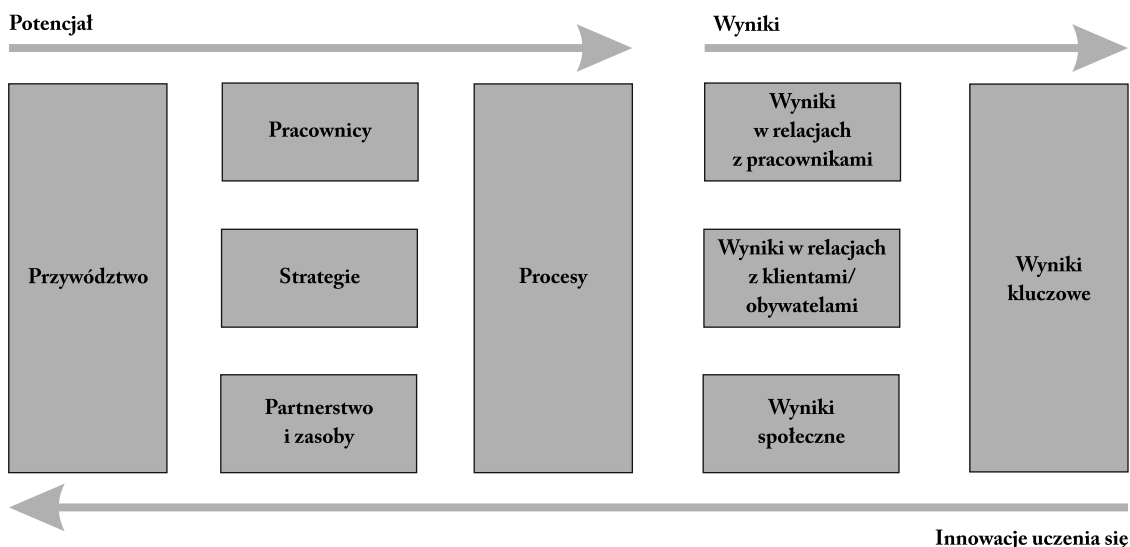 Potencjał
Wyniki
Przywództwo
Pracownicy
Strategie
Partnerstwo
i zasoby
Procesy
Wyniki
w relacjach
z pracownikami
Wyniki w relacjach
z klientami/
obywatelami
Wyniki
społeczne
Wyniki
kluczowe
Innowacje uczenia się